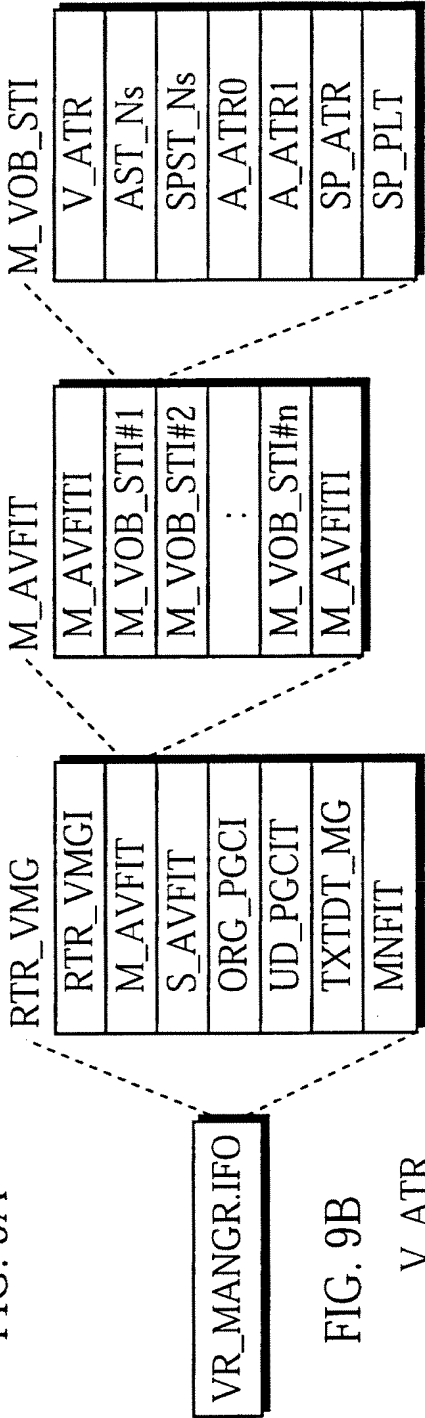 VR_MANGR.IFO
RTR_VMG
RTR_VMGI
M_AVFIT
S_AVFIT
ORG_PGCI
UD_PGCIT
TXTDT_MG
MNFIT
M_AVFIT
M_AVFITI
M_VOB_STI#1
M_VOB_STI#2
:
M_VOB_STI#n
M_AVFITI
M_VOB_STI
V_ATR
AST_Ns
SPST_Ns
A_ATR0
A_ATR1
SP_ATR
SP_PLT
FIG. 9B
V_ATR